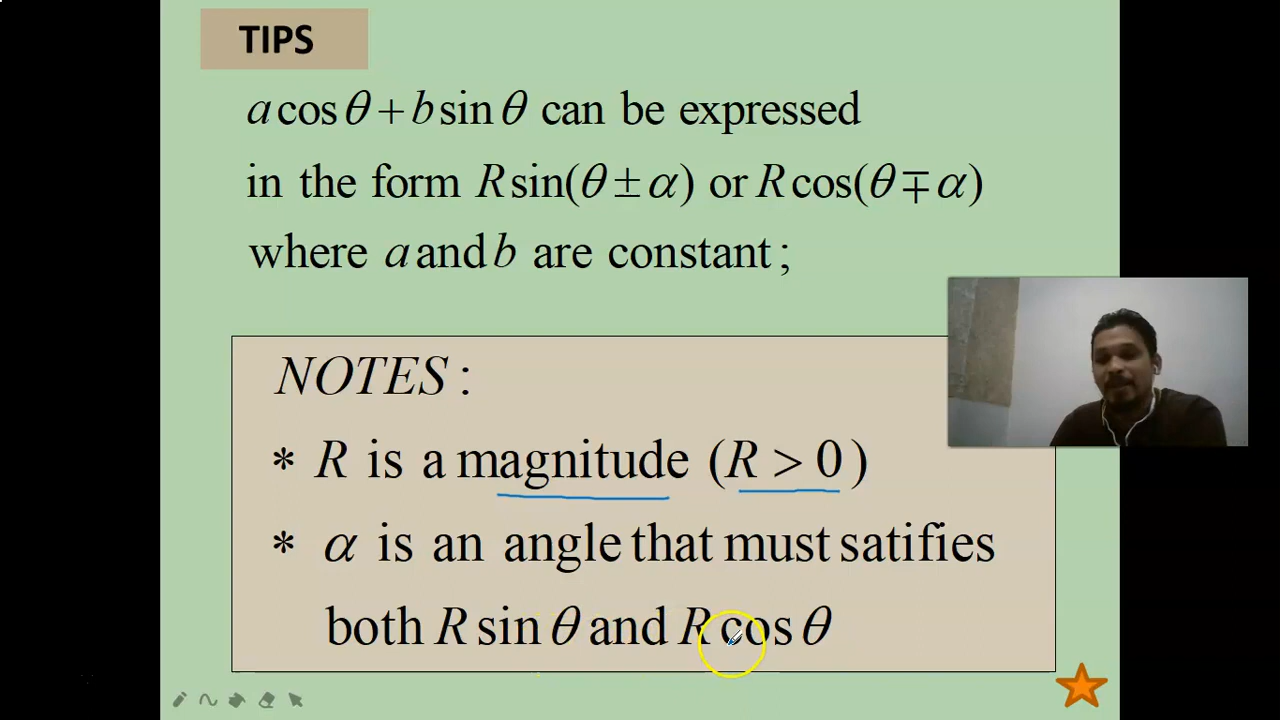 TIPS
a cos θ + b sin θ can be expressed
in the form R sin(θ ± α) or R cos(θ ∓ α)
where a and b are constant ;
NOTES :
* R is a magnitude (R > 0 )
* α is an angle that must satifies
both R sin θ and R cos θ